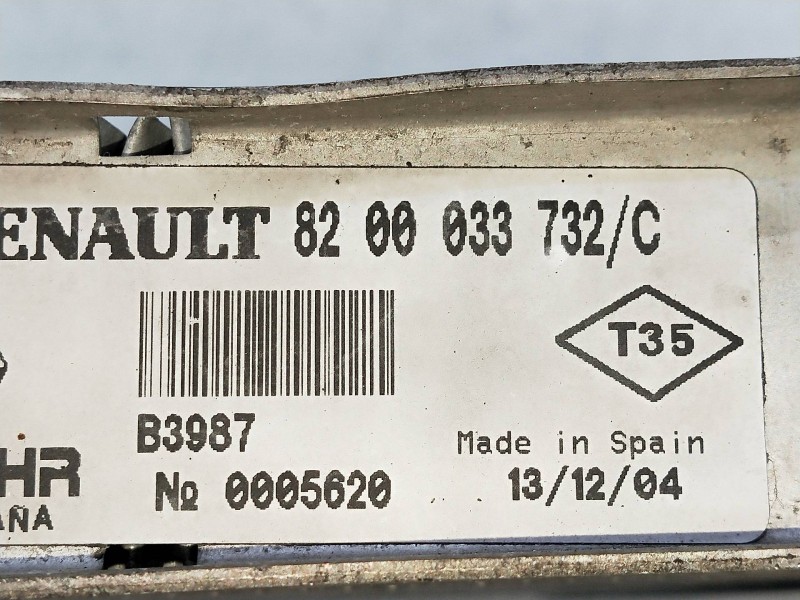 ENAULT 82 00 033 732/C
T35
B3987
Made in Spain
HR
№ 0005620
13/12/04
AÑA